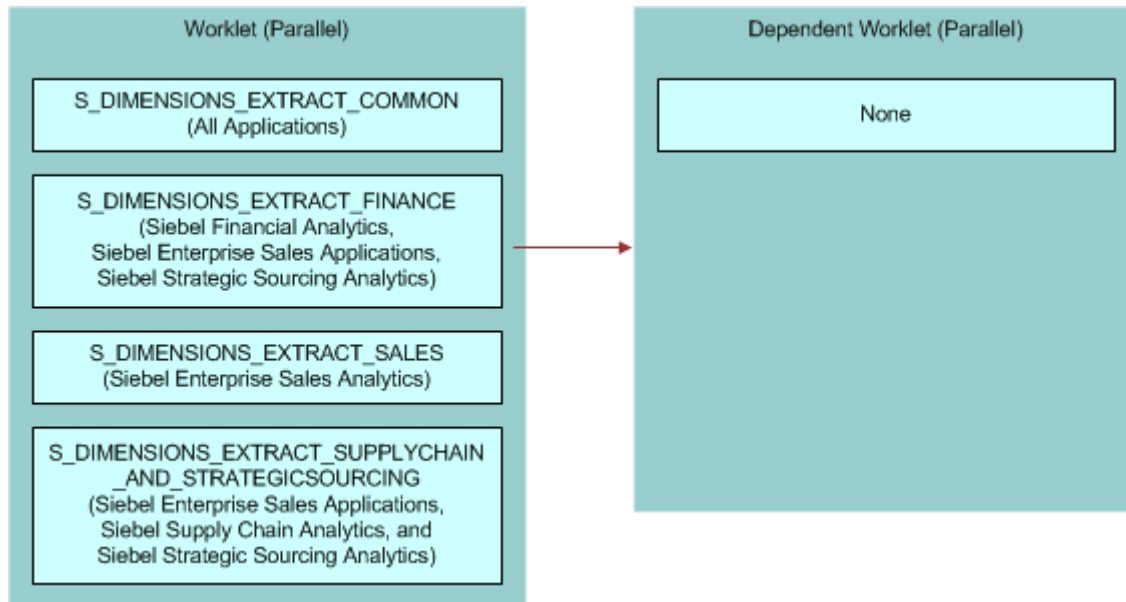 Worklet (Parallel)
S_DIMENSIONS_EXTRACT_COMMON
(All Applications)
S_DIMENSIONS_EXTRACT_FINANCE
(Siebel Financial Analytics,
Siebel Enterprise Sales Applications,
Siebel Strategic Sourcing Analytics)
S_DIMENSIONS_EXTRACT_SALES
(Siebel Enterprise Sales Analytics)
S_DIMENSIONS_EXTRACT_SUPPLYCHAIN
_AND_STRATEGICSOURCING
(Siebel Enterprise Sales Applications,
Siebel Supply Chain Analytics, and
Siebel Strategic Sourcing Analytics)
Dependent Worklet (Parallel)
None